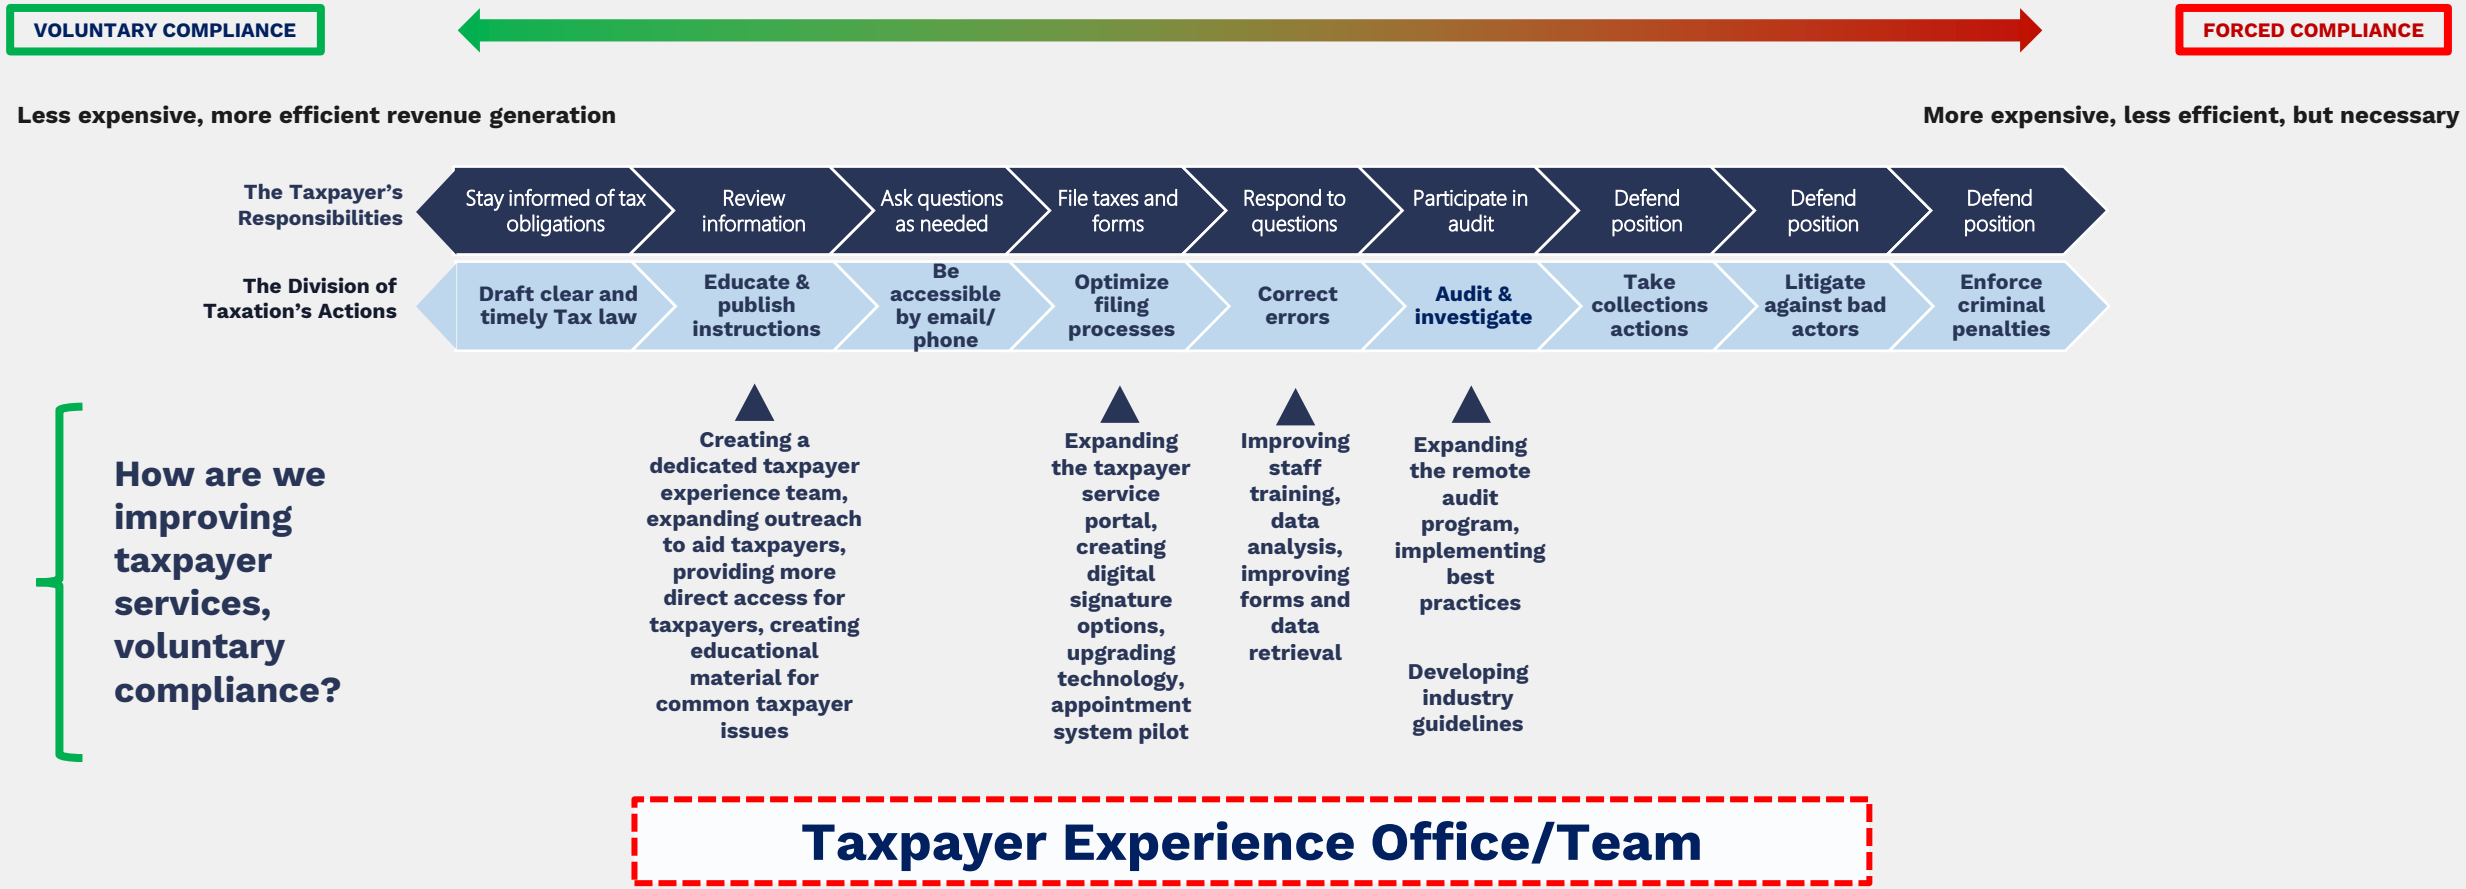 VOLUNTARY COMPLIANCE
FORCED COMPLIANCE
Less expensive, more efficient revenue generation
More expensive, less efficient, but necessary
The Taxpayer’s
Responsibilities
Stay informed of tax
obligations
Review
information
Ask questions
as needed
File taxes and
forms
Respond to
questions
Participate in
audit
Defend
position
Defend
position
Defend
position
The Division of
Taxation’s Actions
Draft clear and
timely Tax law
Educate &
publish
instructions
Be
accessible
by email/
phone
Optimize
filing
processes
Correct
errors
Audit &
investigate
Take
collections
actions
Litigate
against bad
actors
Enforce
criminal
penalties
How are we
improving
taxpayer
services,
voluntary
compliance?
Creating a
dedicated taxpayer
experience team,
expanding outreach
to aid taxpayers,
providing more
direct access for
taxpayers, creating
educational
material for
common taxpayer
issues
Expanding
the taxpayer
service
portal,
creating
digital
signature
options,
upgrading
technology,
appointment
system pilot
Improving
staff
training,
data
analysis,
improving
forms and
data
retrieval
Expanding
the remote
audit
program,
implementing
best
practices
Developing
industry
guidelines
Taxpayer Experience Office/Team